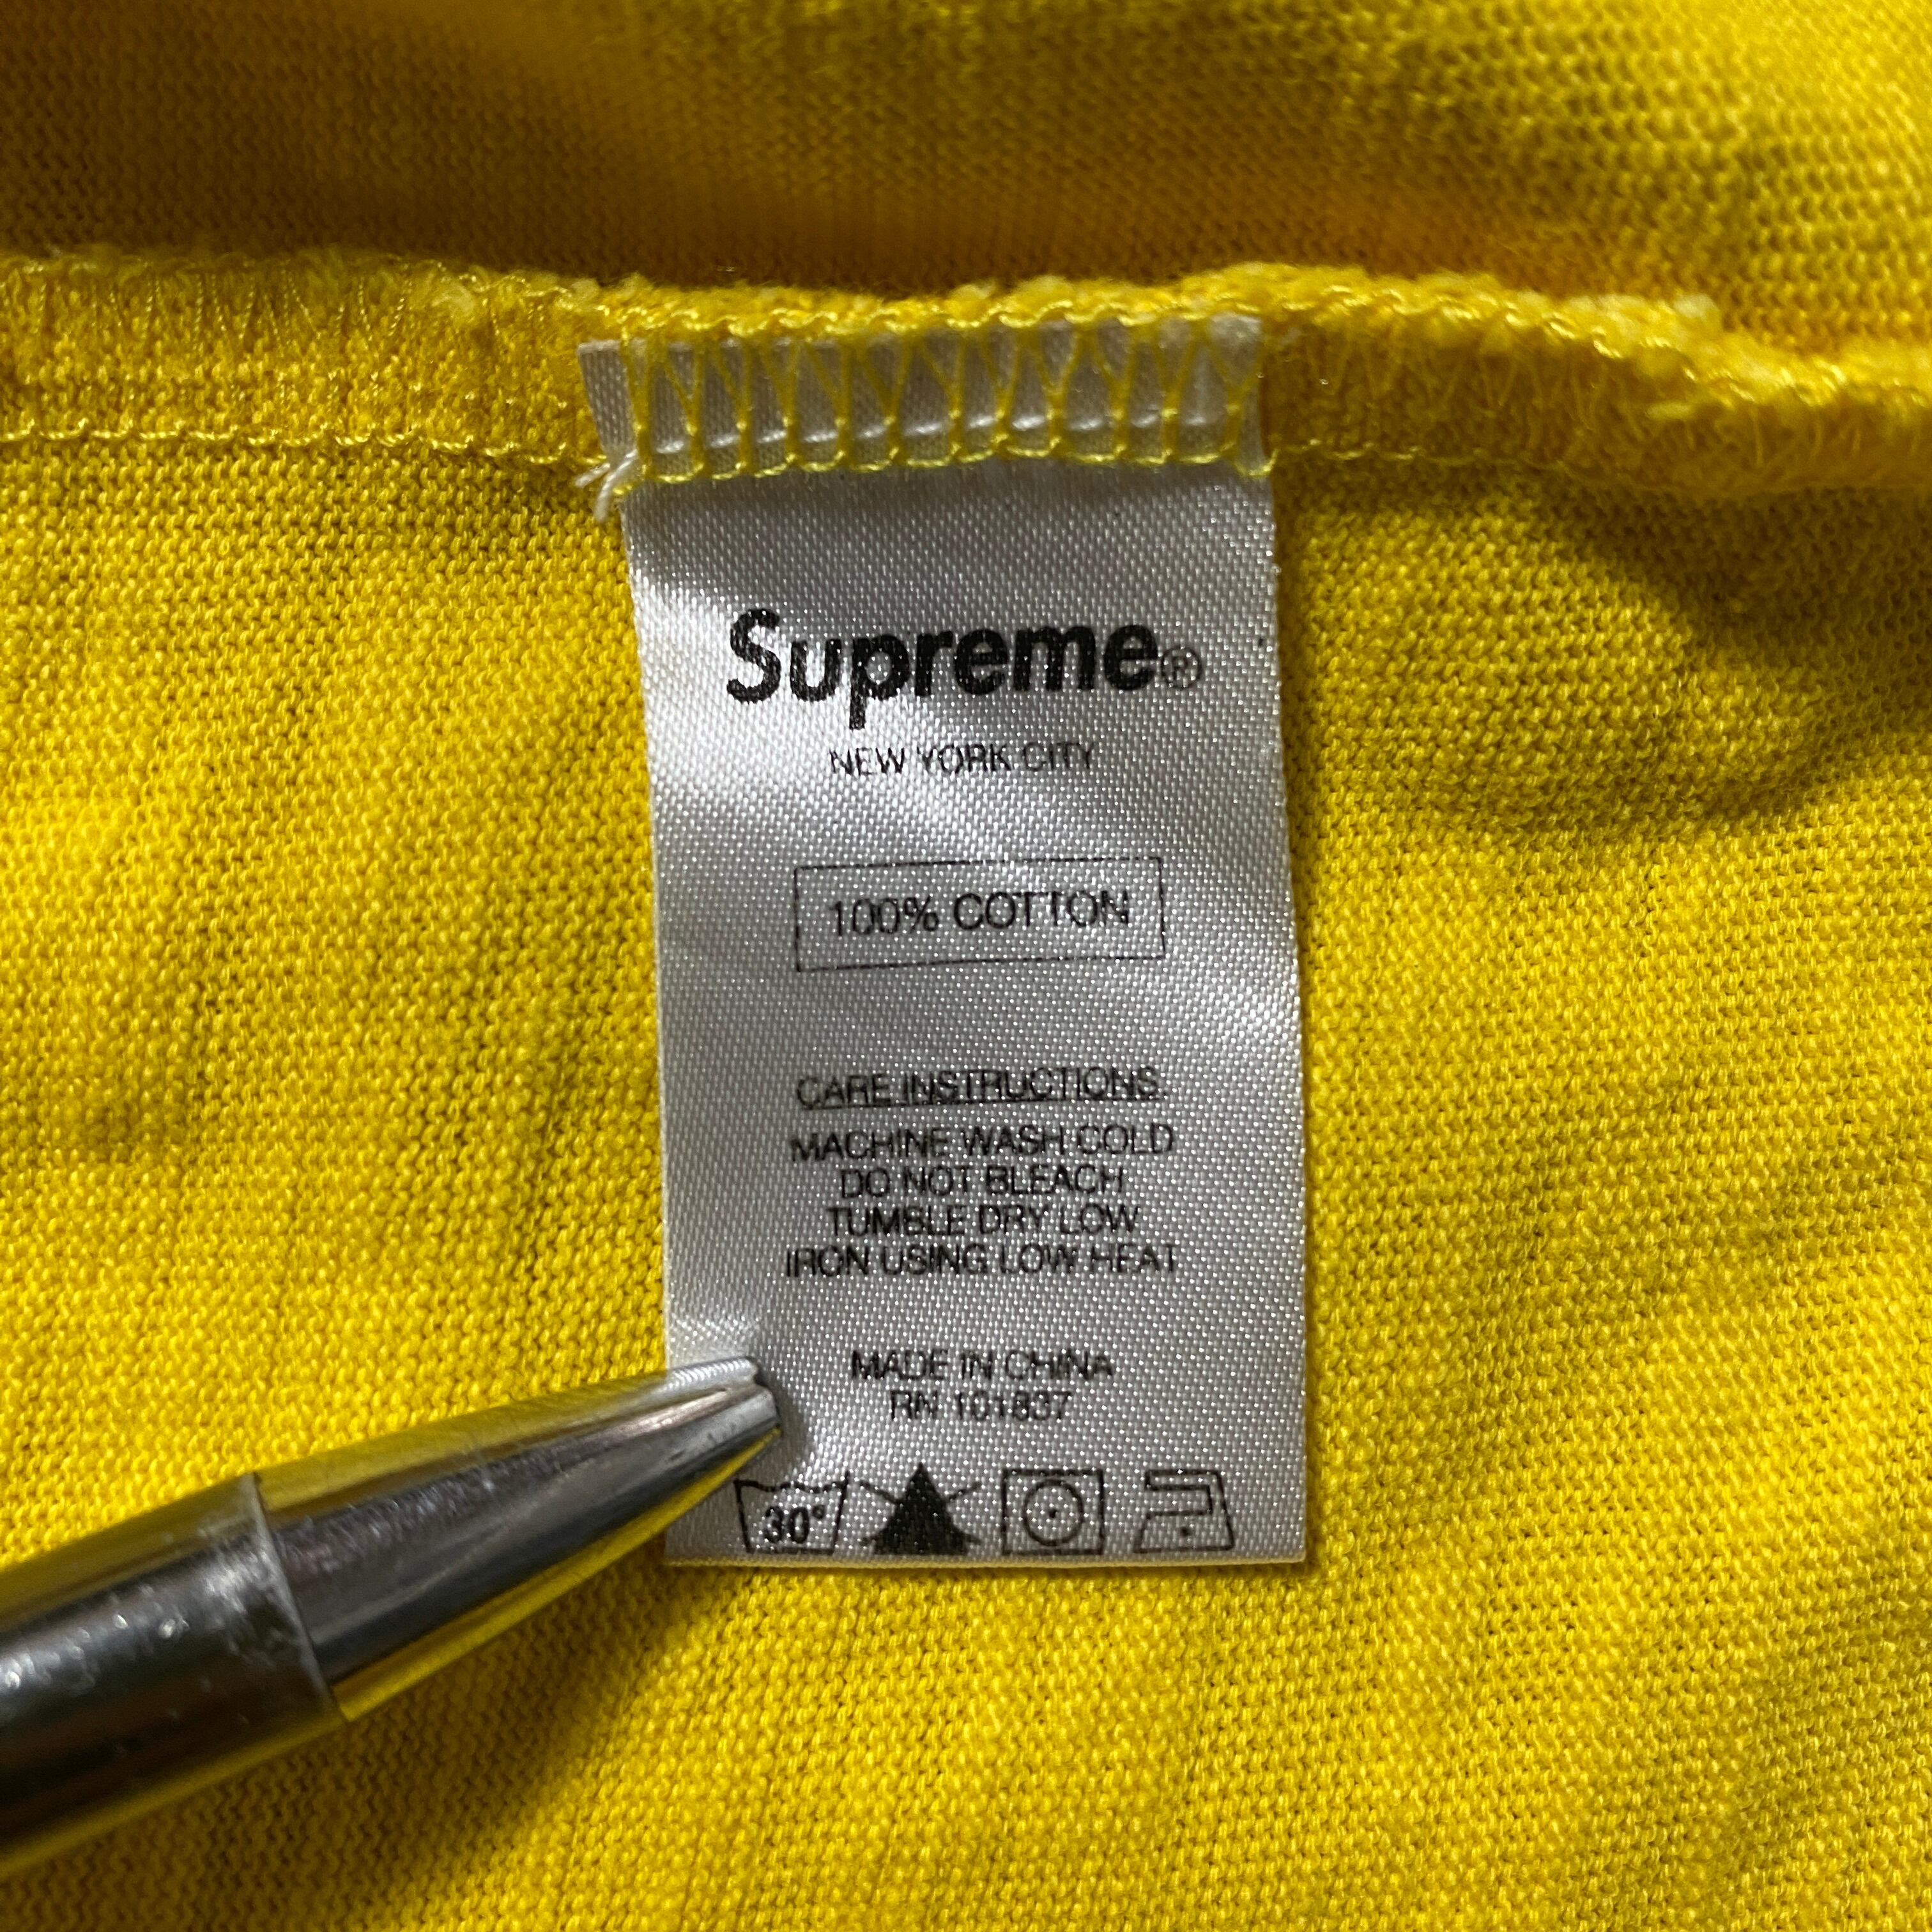 Supreme®
NEW YORK CITY
100% COTTON
CARE INSTRUCTIONS
MACHINE WASH COLD
DO NOT BLEACH
TUMBLE DRY LOW
IRON USING LOW HEAT
MADE IN CHINA
RN 101837
30°